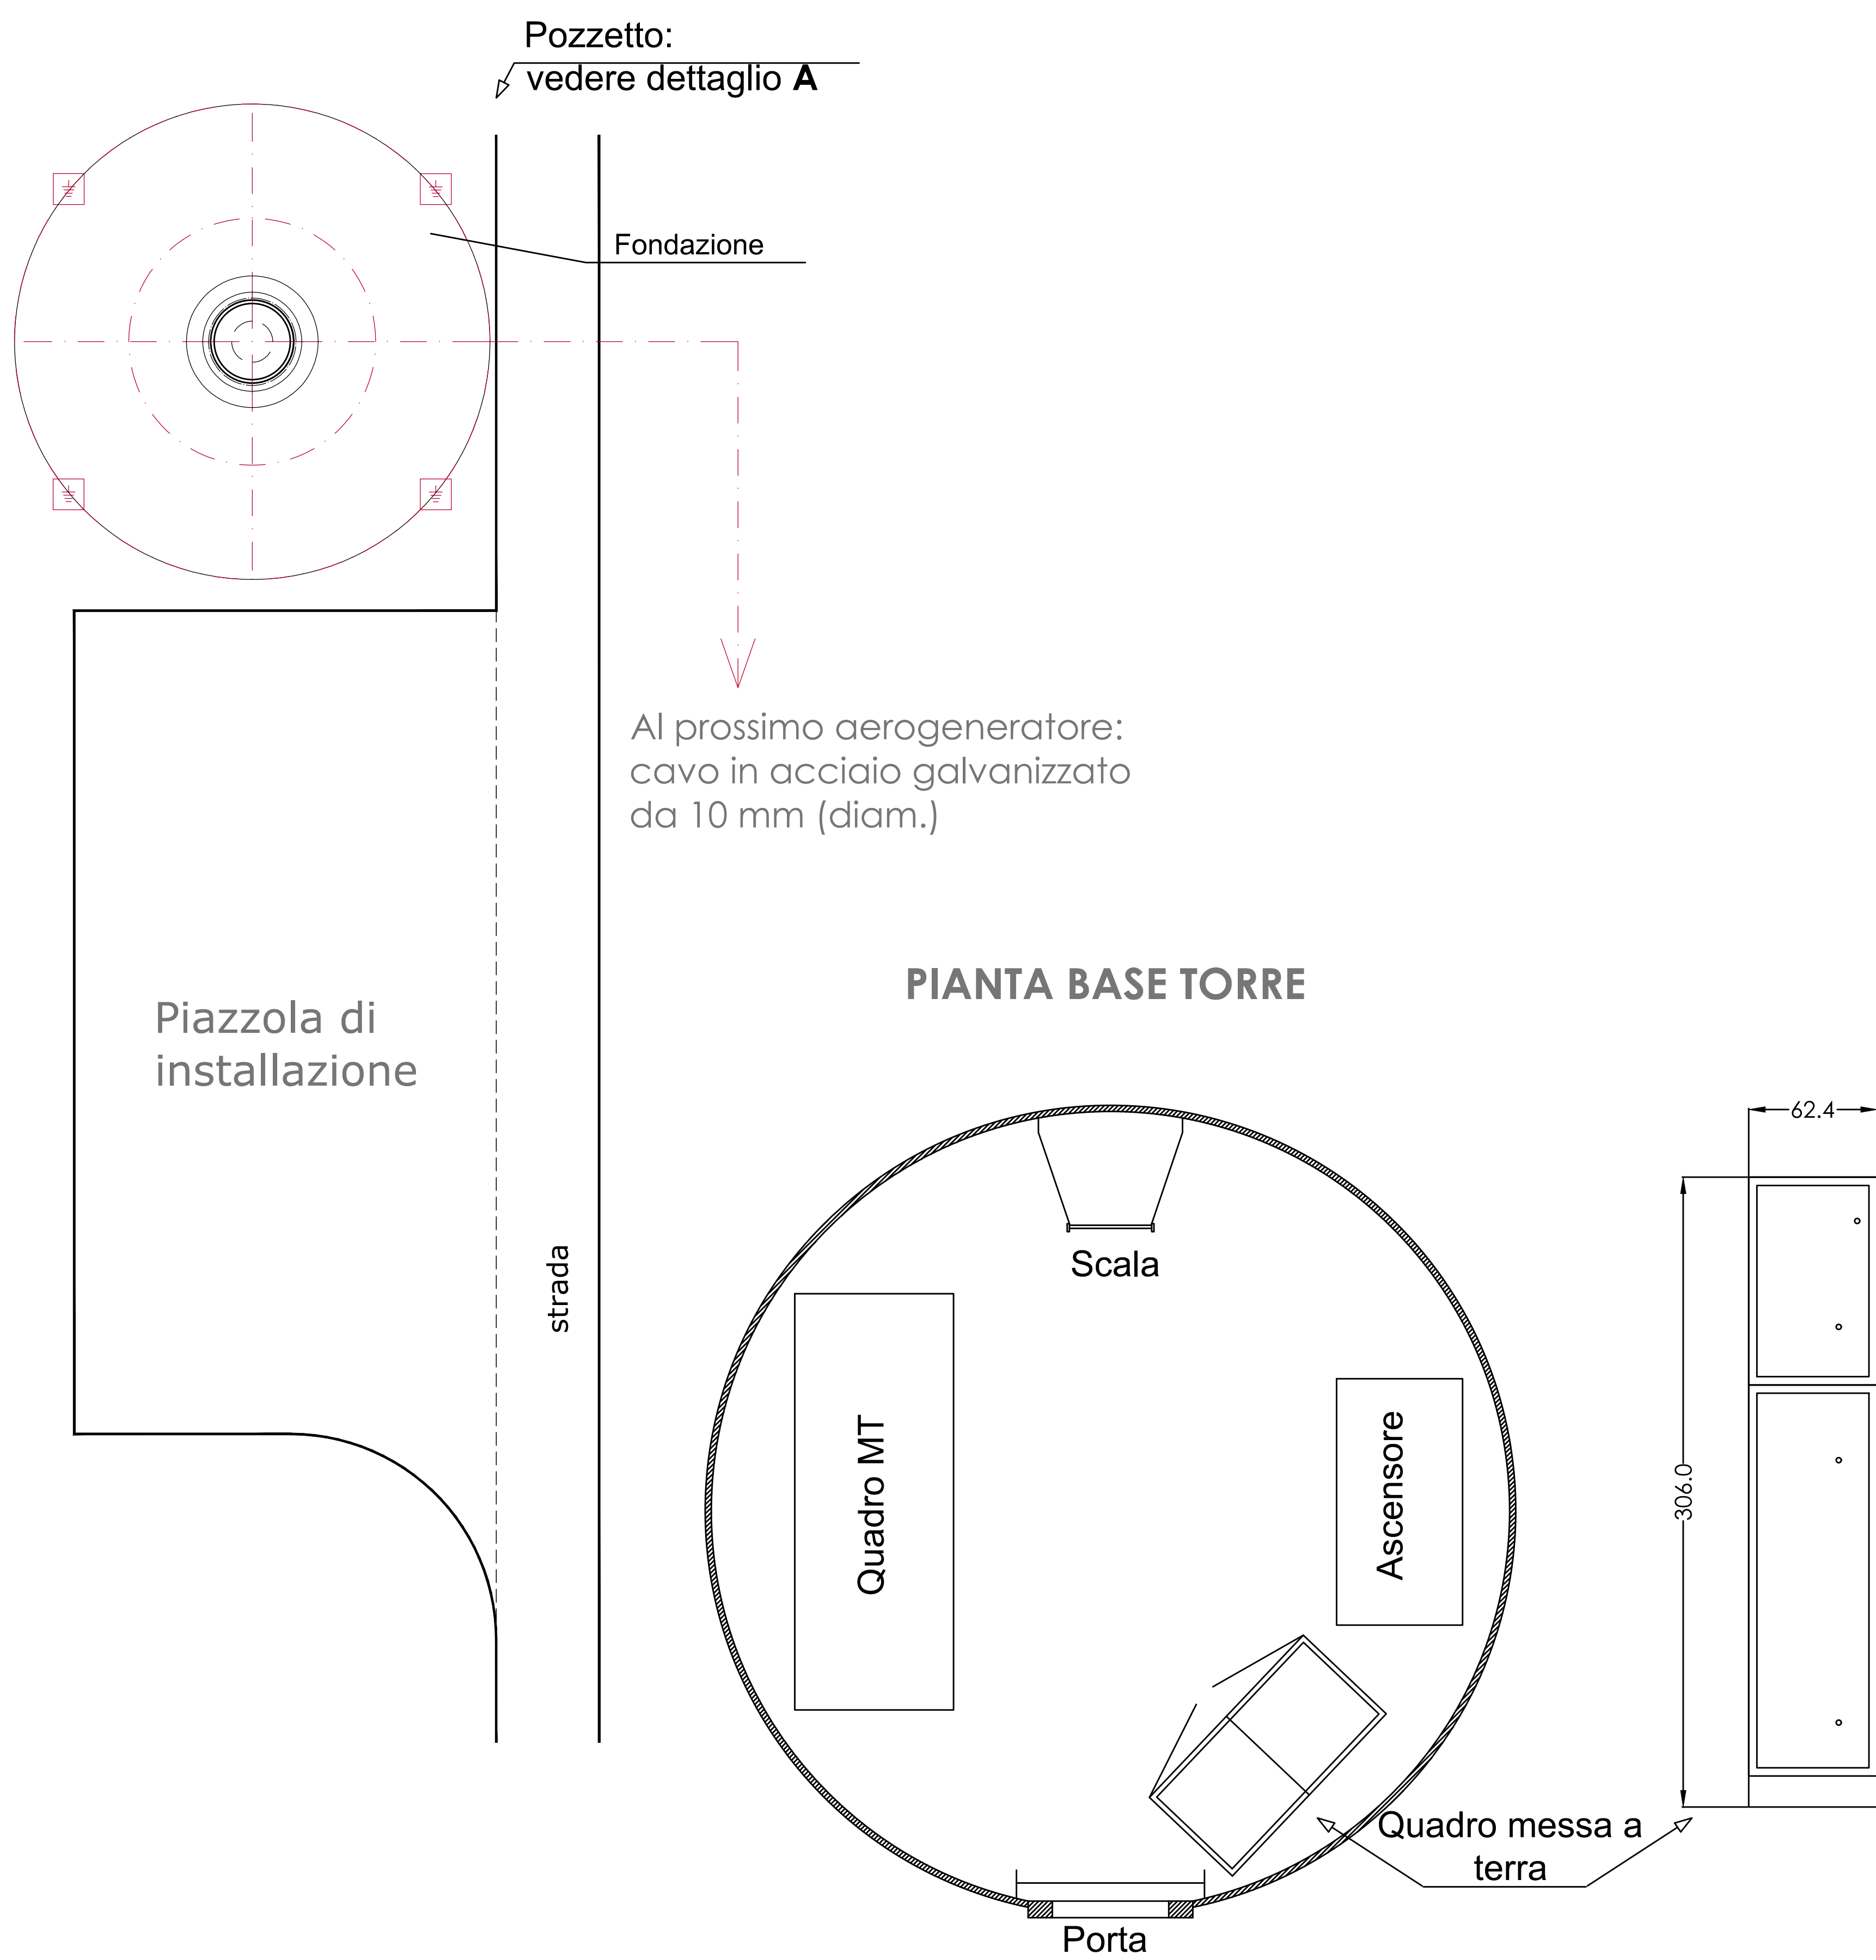 Pozzetto:
vedere dettaglio A
Fondazione
Al prossimo aerogeneratore:
cavo in acciaio galvanizzato
da 10 mm (diam.)
Piazzola di
installazione
strada
PIANTA BASE TORRE
62.4
306.0
Scala
Quadro MT
Ascensore
Quadro messa a
terra
Porta